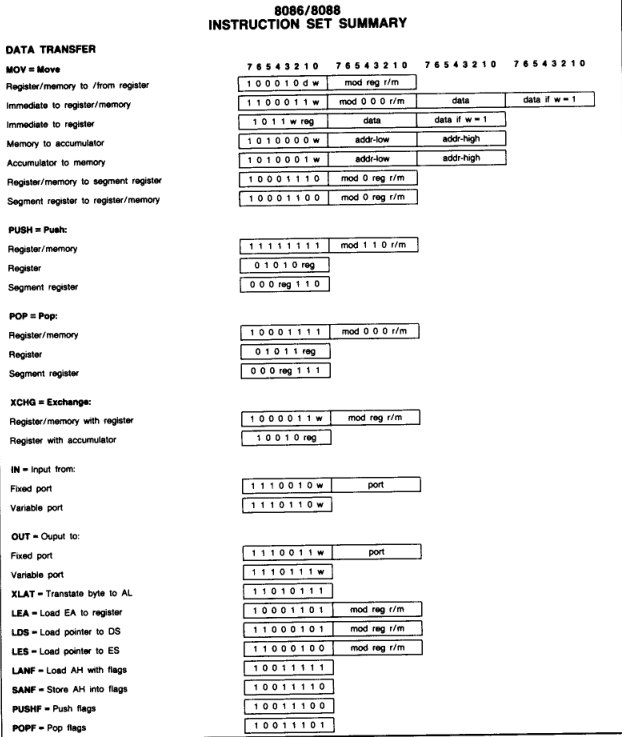 8086/8088
INSTRUCTION SET SUMMARY
DATA TRANSFER
MOV = Move 7 6 5 4 3 2 1 0 7 6 5 4 3 2 1 0 7 6 5 4 3 2 1 0 7 6 5 4 3 2 1 0
Register/memory to /from register 1 0 0 0 1 0 d w mod reg r/m
Immediate to register/memory 1 1 0 0 0 1 1 w mod 0 0 0 r/m data data if w = 1
Immediate to register 1 0 1 1 w reg data data if w = 1
Memory to accumulator 1 0 1 0 0 0 0 w addr-low addr-high
Accumulator to memory 1 0 1 0 0 0 1 w addr-low addr-high
Register/memory to segment register 1 0 0 0 1 1 1 0 mod 0 reg r/m
Segment register to register/memory 1 0 0 0 1 1 0 0 mod 0 reg r/m
PUSH = Push:
Register/memory 1 1 1 1 1 1 1 1 mod 1 1 0 r/m
Register 0 1 0 1 0 reg
Segment register 0 0 0 reg 1 1 0
POP = Pop:
Register/memory 1 0 0 0 1 1 1 1 mod 0 0 0 r/m
Register 0 1 0 1 1 reg
Segment register 0 0 0 reg 1 1 1
XCHG = Exchange:
Register/memory with register 1 0 0 0 0 1 1 w mod reg r/m
Register with accumulator 1 0 0 1 0 reg
IN = Input from:
Fixed port 1 1 1 0 0 1 0 w port
Variable port 1 1 1 0 1 1 0 w
OUT = Ouput to:
Fixed port 1 1 1 0 0 1 1 w port
Variable port 1 1 1 0 1 1 1 w
XLAT = Transtate byte to AL 1 1 0 1 0 1 1 1
LEA = Load EA to register 1 0 0 0 1 1 0 1 mod reg r/m
LDS = Load pointer to DS 1 1 0 0 0 1 0 1 mod reg r/m
LES = Load pointer to ES 1 1 0 0 0 1 0 0 mod reg r/m
LANF = Load AH with flags 1 0 0 1 1 1 1 1
SANF = Store AH into flags 1 0 0 1 1 1 1 0
PUSHF = Push flags 1 0 0 1 1 1 0 0
POPF = Pop flags 1 0 0 1 1 1 0 1